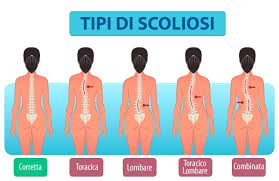 TIPI DI SCOLIOSI
Corretta
Toracica
Lombare
Toracico
Lombare
Combinata